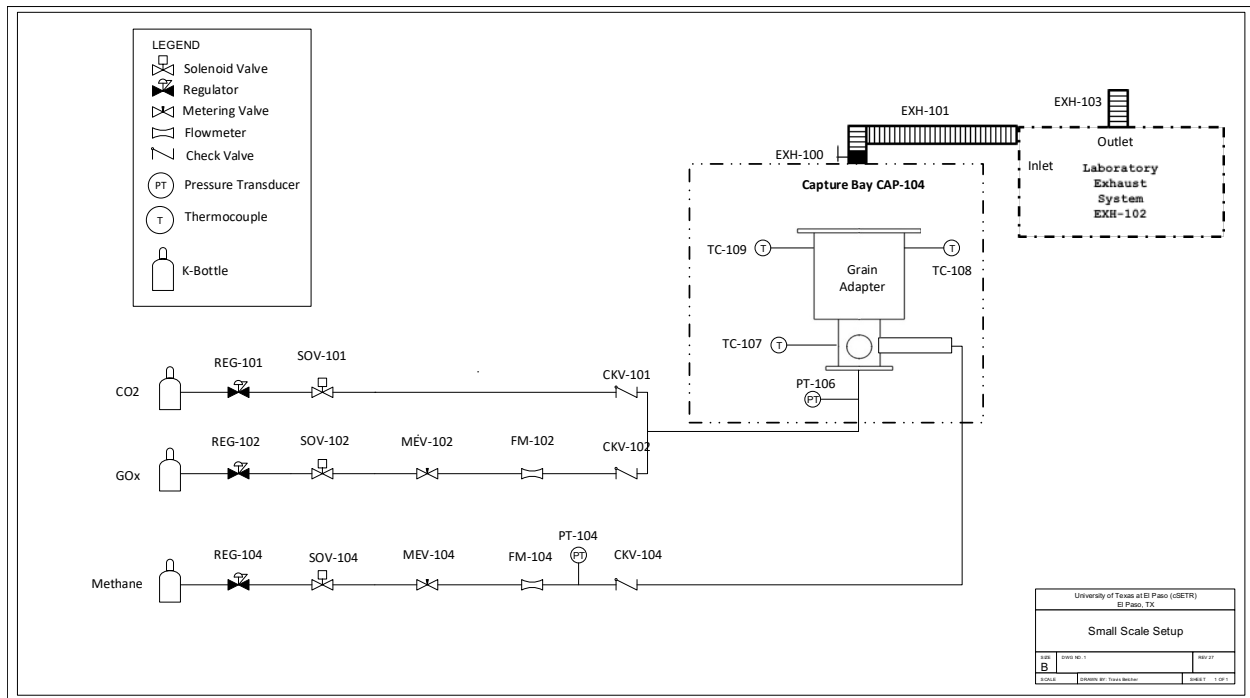 LEGEND
Solenoid Valve
Regulator
Metering Valve
Flowmeter
Check Valve
PT
Pressure Transducer
T
Thermocouple
K-Bottle
EXH-103
EXH-101
EXH-100
Outlet
Inlet
Laboratory
Exhaust
System
EXH-102
Capture Bay CAP-104
TC-109
T
T
TC-108
Grain
Adapter
TC-107
T
PT-106
PT
REG-101
SOV-101
CKV-101
CO2
REG-102
SOV-102
MEV-102
FM-102
CKV-102
GOx
REG-104
SOV-104
MEV-104
FM-104
PT-104
PT
CKV-104
Methane
University of Texas at El Paso (cSETR)
El Paso, TX
Small Scale Setup
SIZE
B
DWG NO. 1
REV 27
SCALE
DRAWN BY: Travis Belcher
SHEET 1 OF 1